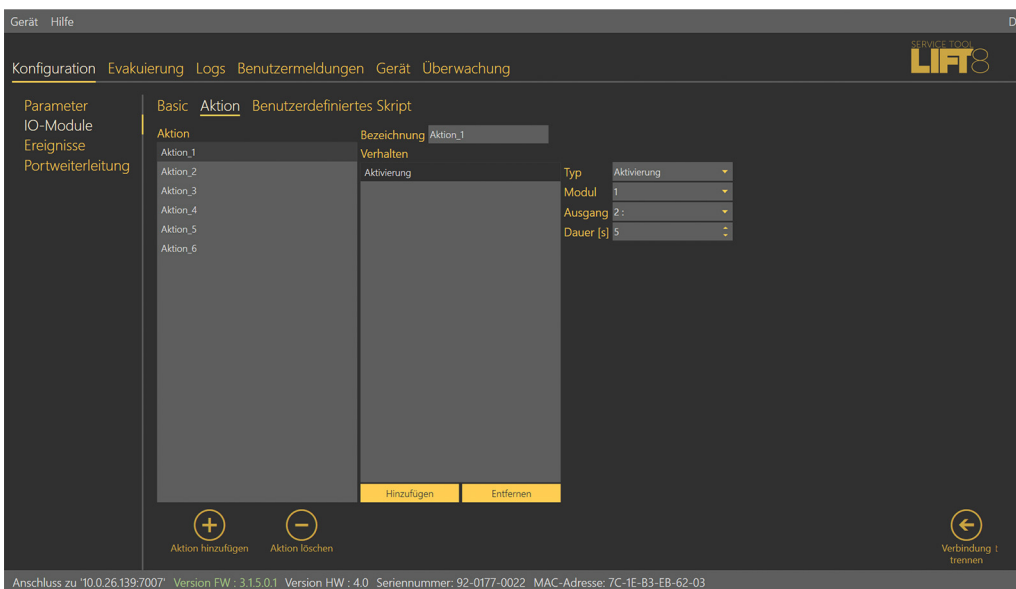 Gerät Hilfe D
SERVICE TOOL
LIFT8
Konfiguration Evakuierung Logs Benutzermeldungen Gerät Überwachung
Parameter
IO-Module
Ereignisse
Portweiterleitung
Basic Aktion Benutzerdefiniertes Skript
Aktion
Aktion_1
Aktion_2
Aktion_3
Aktion_4
Aktion_5
Aktion_6
Bezeichnung Aktion_1
Verhalten
Aktivierung
Typ Aktivierung
Modul 1
Ausgang 2 :
Dauer [s] 5
Hinzufügen Entfernen
Aktion hinzufügen Aktion löschen
Verbindung
trennen
Anschluss zu '10.0.26.139:7007' Version FW : 3.1.5.0.1 Version HW : 4.0 Seriennummer: 92-0177-0022 MAC-Adresse: 7C-1E-B3-EB-62-03